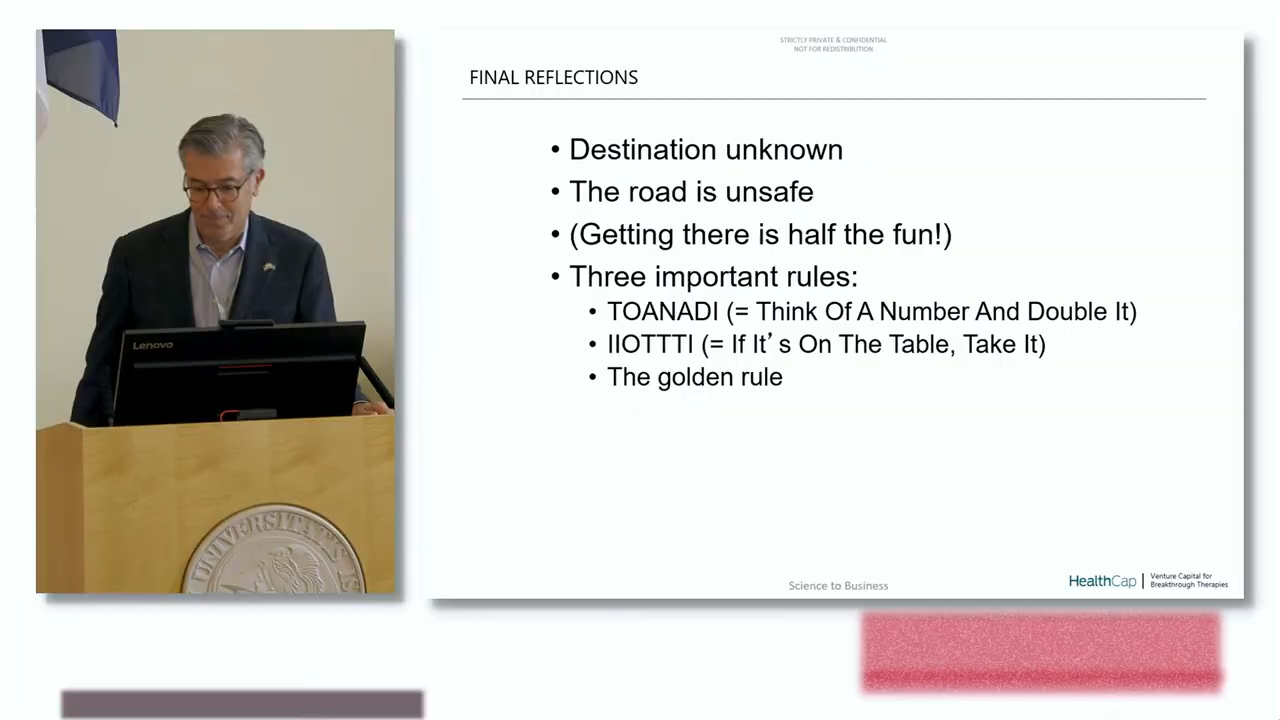 STRICTLY PRIVATE & CONFIDENTIAL
NOT FOR REDISTRIBUTION
FINAL REFLECTIONS
• Destination unknown
• The road is unsafe
• (Getting there is half the fun!)
• Three important rules:
• TOANADI (= Think Of A Number And Double It)
• IIOTTTI (= If It’s On The Table, Take It)
• The golden rule
Science to Business
HealthCap
Venture Capital for
Breakthrough Therapies
Lenovo
UNIVERSITATIS